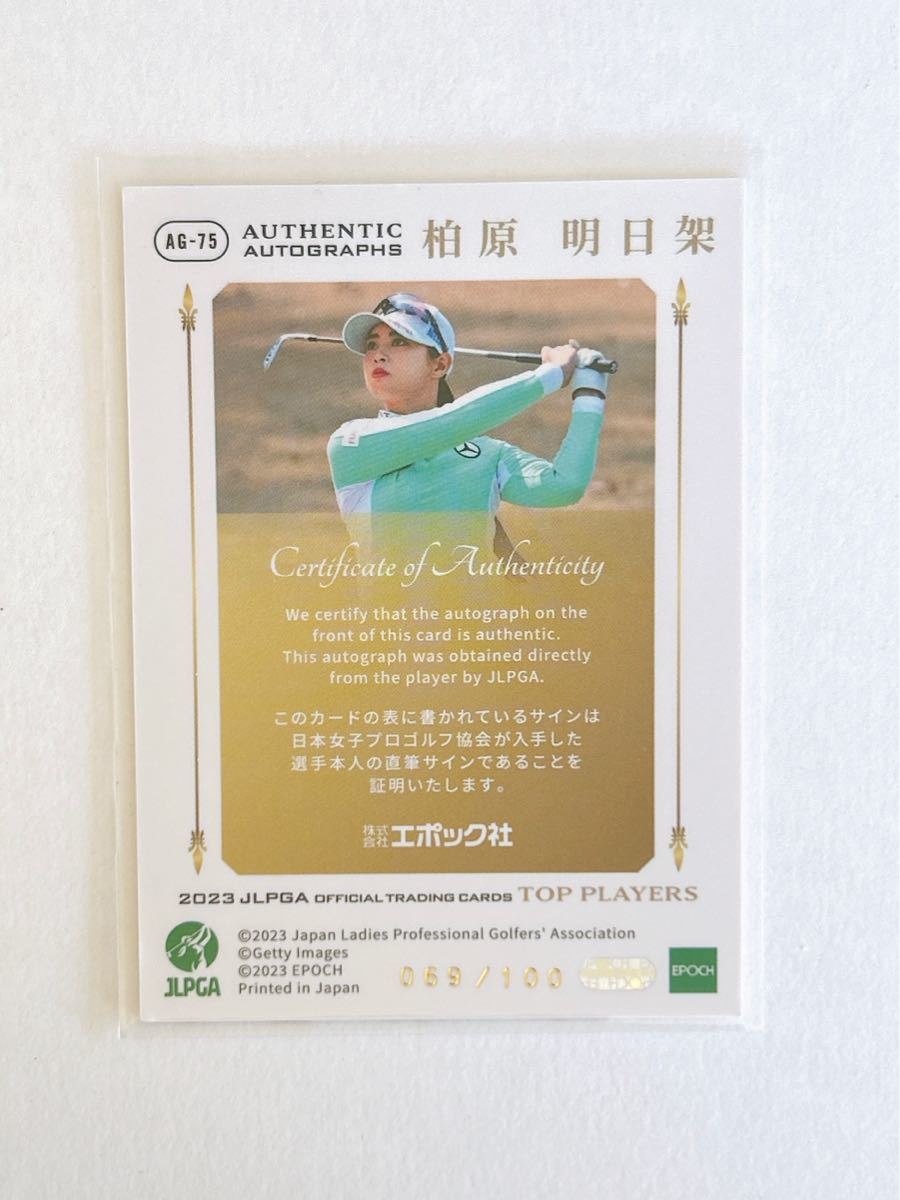 AG-75
AUTHENTIC
AUTOGRAPHS
柏原 明日架
Certificate of Authenticity
We certify that the autograph on the
front of this card is authentic.
This autograph was obtained directly
from the player by JLPGA.
このカードの表に書かれているサインは
日本女子プロゴルフ協会が入手した
選手本人の直筆サインであることを
証明いたします。
株式会社エポック社
2023 JLPGA OFFICIAL TRADING CARDS TOP PLAYERS
JLPGA
©2023 Japan Ladies Professional Golfers' Association
©Getty Images
©2023 EPOCH
Printed in Japan
069/100
EPOCH